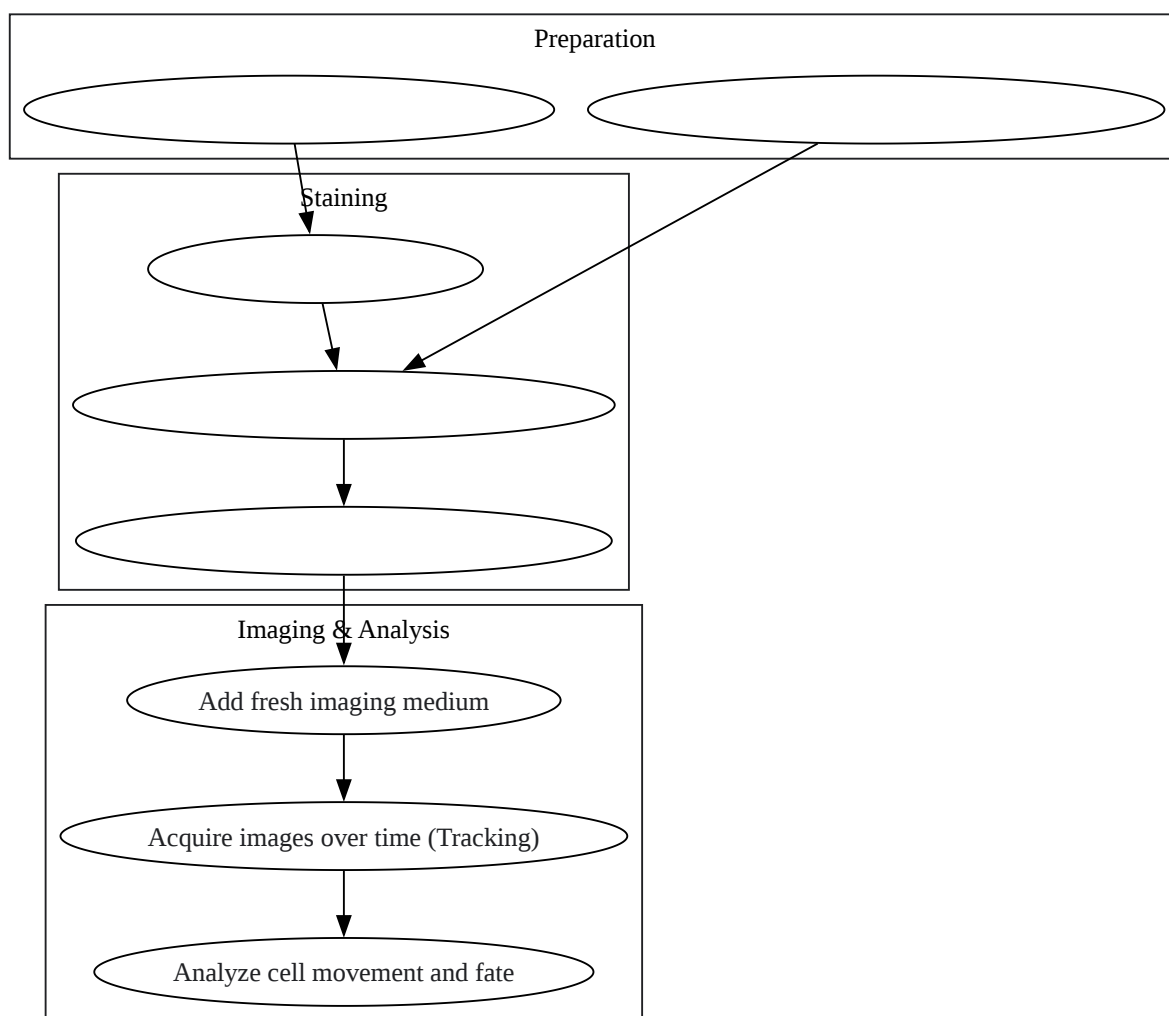 Preparation
Staining
Imaging & Analysis
Add fresh imaging medium
Acquire images over time (Tracking)
Analyze cell movement and fate